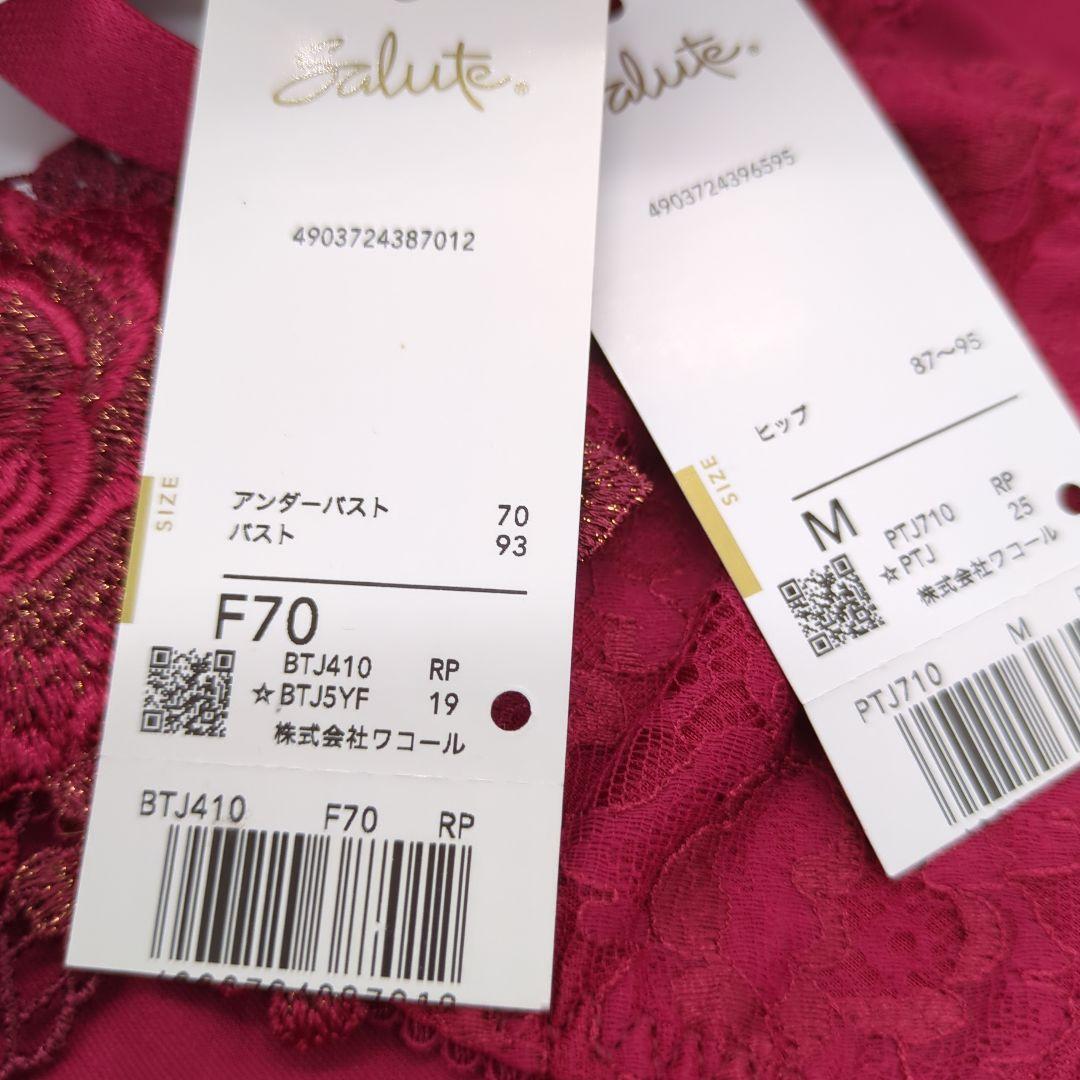 Salute®
4903724387012
SIZE
アンダーバスト 70
バスト 93
F70
BTJ410 RP
☆BTJ5YF 19
株式会社ワコール
BTJ410 F70 RP
alute®
4903724396595
SIZE
ヒップ 87～95
M
PTJ710 RP
☆PTJ 25
株式会社ワコール
PTJ710 M